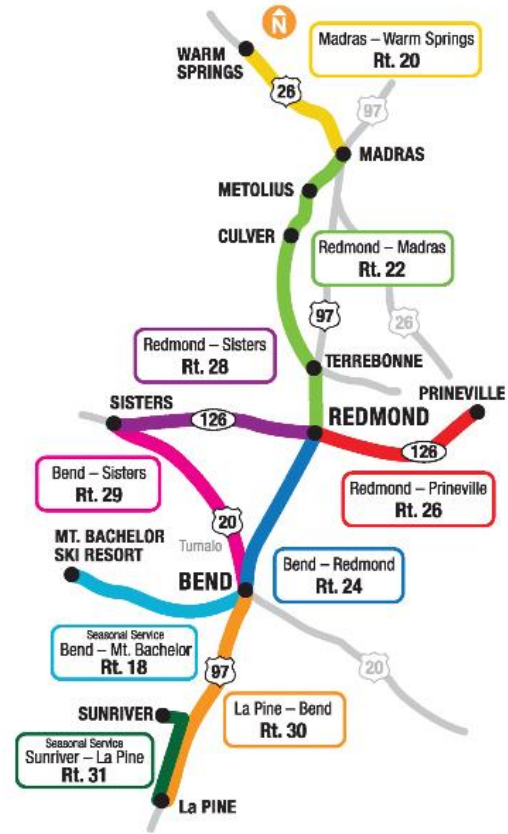 N
WARM
SPRINGS
Madras – Warm Springs
Rt. 20
26
97
MADRAS
METOLIUS
CULVER
Redmond – Madras
Rt. 22
97
26
Redmond – Sisters
Rt. 28
TERREBONNE
PRINEVILLE
SISTERS
126
REDMOND
126
Bend – Sisters
Rt. 29
Redmond – Prineville
Rt. 26
20
Tumalo
MT. BACHELOR
SKI RESORT
BEND
Bend – Redmond
Rt. 24
Seasonal Service
Bend – Mt. Bachelor
Rt. 18
97
20
SUNRIVER
La Pine – Bend
Rt. 30
Seasonal Service
Sunriver – La Pine
Rt. 31
La PINE